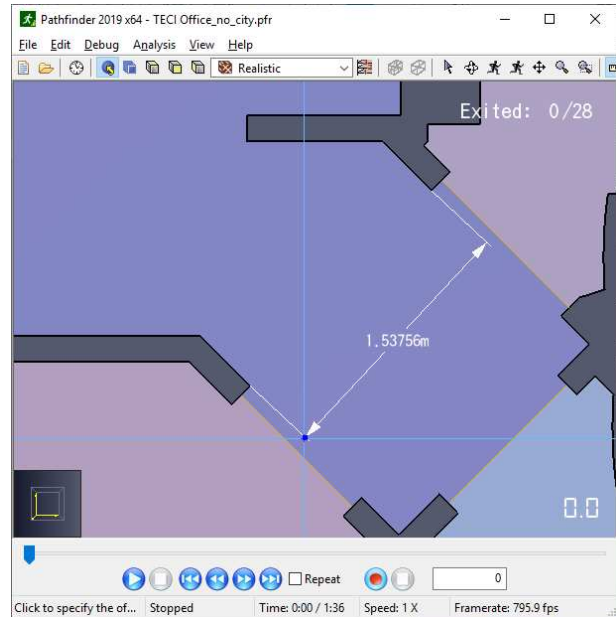 Pathfinder 2019 x64 - TECI Office_no_city.pfr
File Edit Debug Analysis View Help
Realistic
Exited: 0/28
1.53756m
0.0
Repeat
0
Click to specify the of... Stopped Time: 0:00 / 1:36 Speed: 1 X Framerate: 795.9 fps